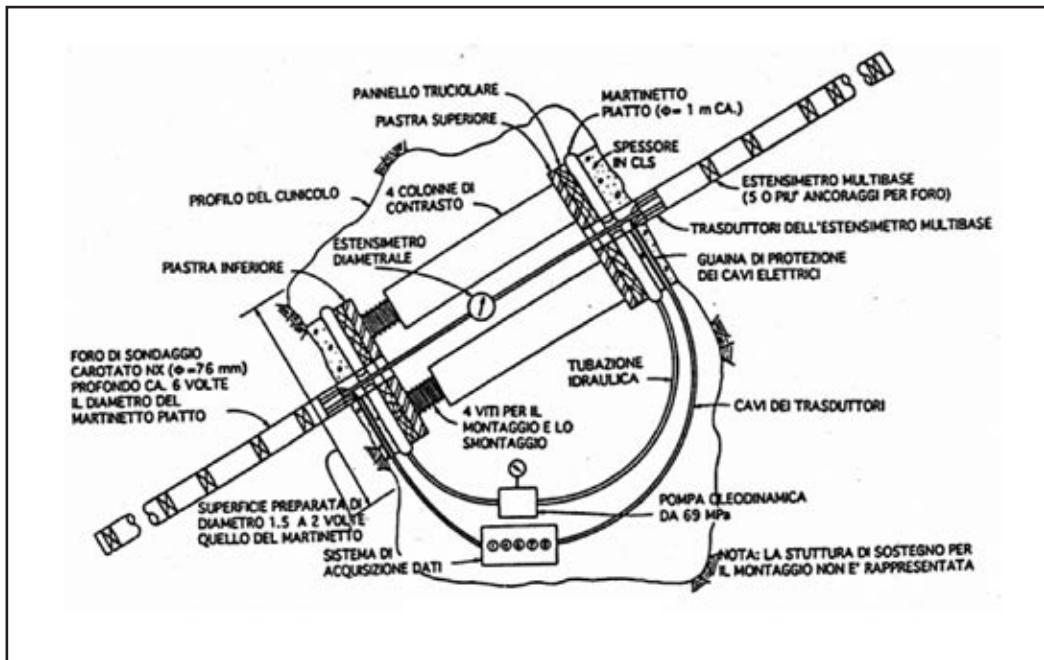 PANNELLO TRUCIOLARE
PIASTRA SUPERIORE
MARTINETTO
PIATTO (Φ= 1 m CA.)
SPESSORE
IN CLS
PROFILO DEL CUNICOLO
4 COLONNE DI
CONTRASTO
ESTENSIMETRO MULTIBASE
(5 O PIU' ANCORAGGI PER FORO)
TRASDUTTORI DELL'ESTENSIMETRO MULTIBASE
ESTENSIMETRO
DIAMETRALE
GUAINA DI PROTEZIONE
DEI CAVI ELETTRICI
PIASTRA INFERIORE
FORO DI SONDAGGIO
CAROTATO NX (Φ=76 mm)
PROFONDO CA. 6 VOLTE
IL DIAMETRO DEL
MARTINETTO PIATTO
TUBAZIONE
IDRAULICA
CAVI DEI TRASDUTTORI
4 VITI PER IL
MONTAGGIO E LO
SMONTAGGIO
SUPERFICIE PREPARATA DI
DIAMETRO 1.5 A 2 VOLTE
QUELLO DEL MARTINETTO
POMPA OLEODINAMICA
DA 69 MPa
SISTEMA DI
ACQUISIZIONE DATI
NOTA: LA STUTTURA DI SOSTEGNO PER
IL MONTAGGIO NON E' RAPPRESENTATA